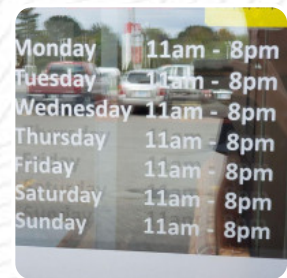 Monday 11am - 8pm
Tuesday 11am - 8pm
Wednesday 11am - 8pm
Thursday 11am - 8pm
Friday 11am - 8pm
Saturday 11am - 8pm
Sunday 11am - 8pm